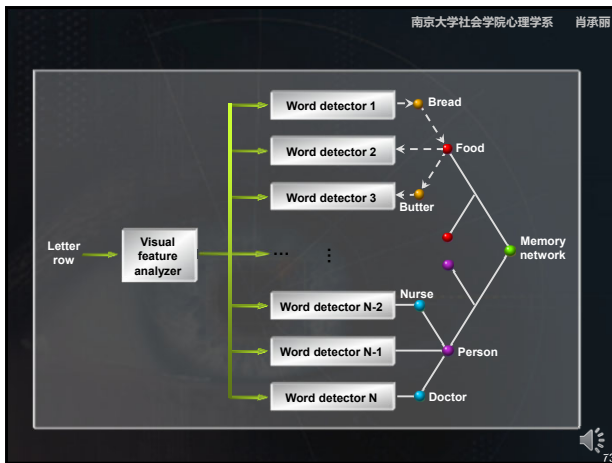 南京大学社会学院心理学系 肖承丽
Word detector 1
Bread
Word detector 2
Food
Word detector 3
Butter
Letter
row
Visual
feature
analyzer
...
⋮
Memory
network
Nurse
Word detector N-2
Word detector N-1
Person
Word detector N
Doctor
73